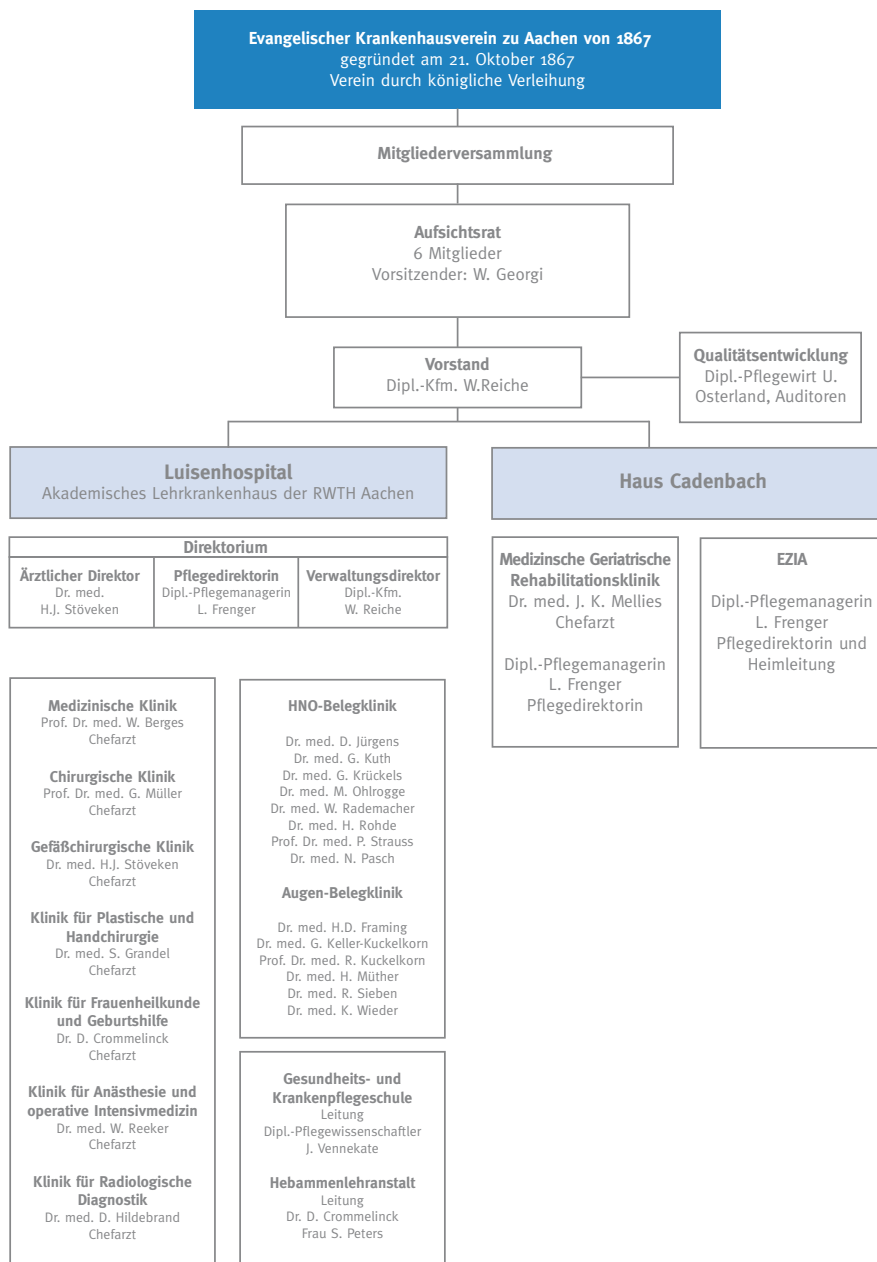 Evangelischer Krankenhausverein zu Aachen von 1867
gegründet am 21. Oktober 1867
Verein durch königliche Verleihung
Mitgliederversammlung
Aufsichtsrat
6 Mitglieder
Vorsitzender: W. Georgi
Vorstand
Dipl.-Kfm. W.Reiche
Qualitätsentwicklung
Dipl.-Pflegewirt U.
Osterland, Auditoren
Luisenhospital
Akademisches Lehrkrankenhaus der RWTH Aachen
Haus Cadenbach
Direktorium
Ärztlicher Direktor
Dr. med.
H.J. Stöveken
Pflegedirektorin
Dipl.-Pflegemanagerin
L. Frenger
Verwaltungsdirektor
Dipl.-Kfm.
W. Reiche
Medizinsche Geriatrische
Rehabilitationsklinik
Dr. med. J. K. Mellies
Chefarzt
Dipl.-Pflegemanagerin
L. Frenger
Pflegedirektorin
EZIA
Dipl.-Pflegemanagerin
L. Frenger
Pflegedirektorin und
Heimleitung
Medizinische Klinik
Prof. Dr. med. W. Berges
Chefarzt
Chirurgische Klinik
Prof. Dr. med. G. Müller
Chefarzt
Gefäßchirurgische Klinik
Dr. med. H.J. Stöveken
Chefarzt
Klinik für Plastische und
Handchirurgie
Dr. med. S. Grandel
Chefarzt
Klinik für Frauenheilkunde
und Geburtshilfe
Dr. D. Crommelinck
Chefarzt
Klinik für Anästhesie und
operative Intensivmedizin
Dr. med. W. Reeker
Chefarzt
Klinik für Radiologische
Diagnostik
Dr. med. D. Hildebrand
Chefarzt
HNO-Belegklinik
Dr. med. D. Jürgens
Dr. med. G. Kuth
Dr. med. G. Krückels
Dr. med. M. Ohlrogge
Dr. med. W. Rademacher
Dr. med. H. Rohde
Prof. Dr. med. P. Strauss
Dr. med. N. Pasch
Augen-Belegklinik
Dr. med. H.D. Framing
Dr. med. G. Keller-Kuckelkorn
Prof. Dr. med. R. Kuckelkorn
Dr. med. H. Müther
Dr. med. R. Sieben
Dr. med. K. Wieder
Gesundheits- und
Krankenpflegeschule
Leitung
Dipl.-Pflegewissenschaftler
J. Vennekate
Hebammenlehranstalt
Leitung
Dr. D. Crommelinck
Frau S. Peters